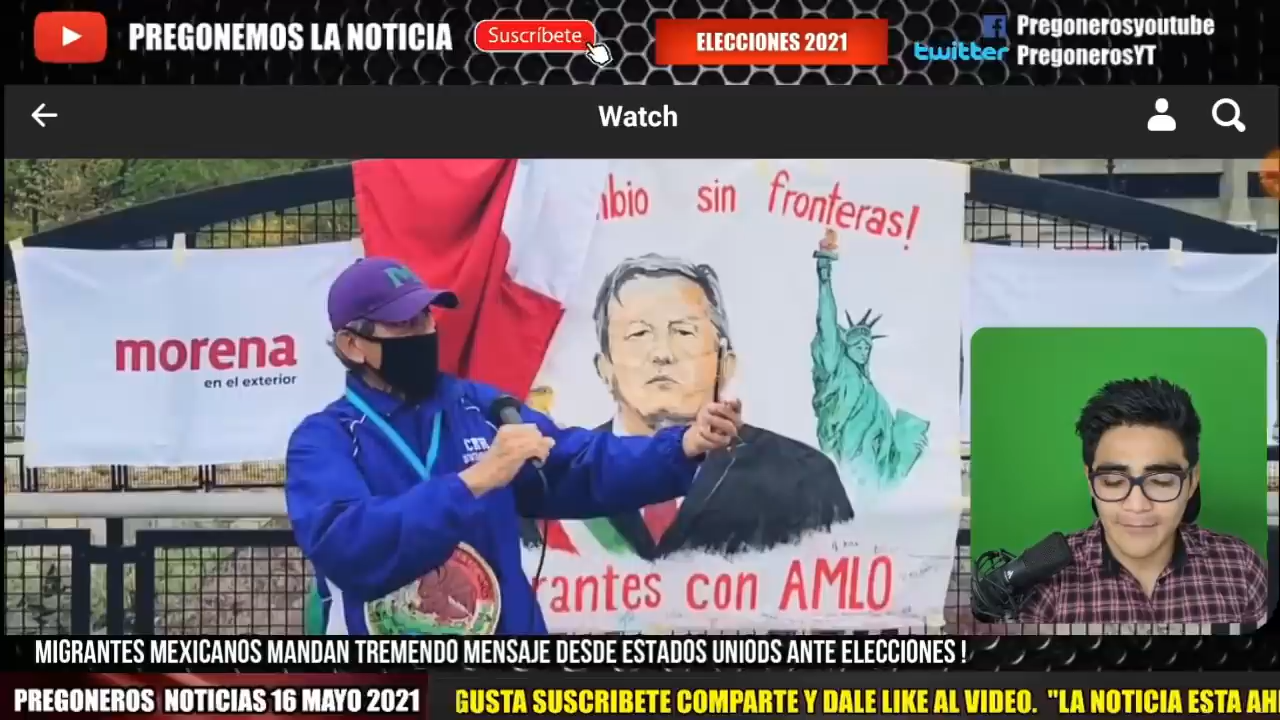 PREGONEMOS LA NOTICIA
Suscríbete
ELECCIONES 2021
f
Pregonerosyoutube
twitter
PregonerosYT
Watch
sin fronteras!
morena
en el exterior
con AMLO
MIGRANTES MEXICANOS MANDAN TREMENDO MENSAJE DESDE ESTADOS UNIODS ANTE ELECCIONES !
PREGONEROS NOTICIAS 16 MAYO 2021
GUSTA SUSCRIBETE COMPARTE Y DALE LIKE AL VIDEO. "LA NOTICIA ESTA AH